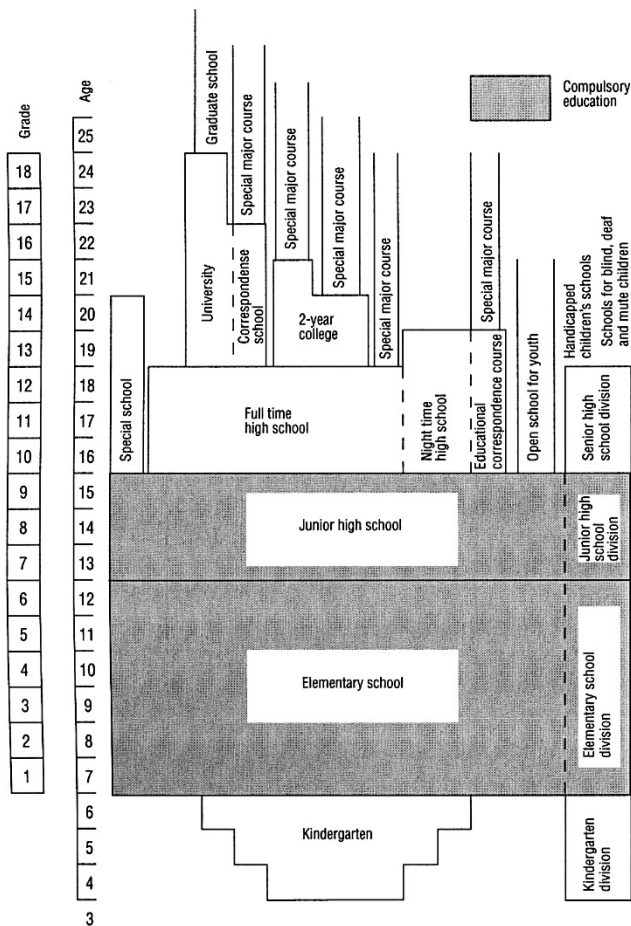 Compulsory
education
Grade
Age
18
17
16
15
14
13
12
11
10
9
8
7
6
5
4
3
2
1
25
24
23
22
21
20
19
18
17
16
15
14
13
12
11
10
9
8
7
6
5
4
3
Graduate school
Special major course
Special major course
Special major course
Special major course
Special major course
University
Correspondense
school
2-year
college
Handicapped
children's schools
Schools for blind, deaf
and mute children
Special school
Full time
high school
Night time
high school
Educational
correspondence course
Open school for youth
Senior high
school division
Junior high school
Junior high
school
division
Elementary school
Elementary school
division
Kindergarten
Kindergarten
division